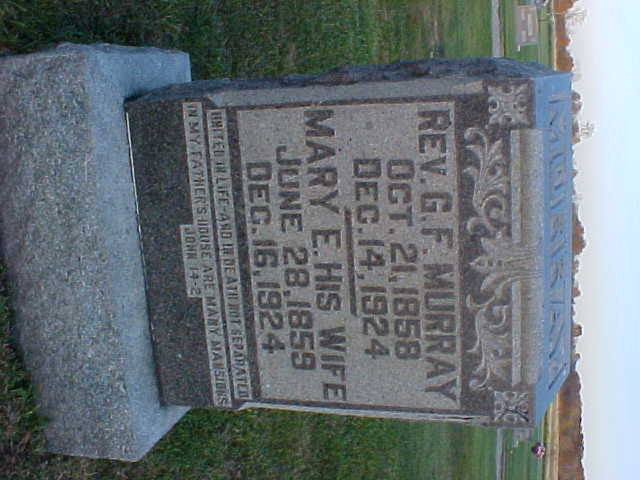 MURRAY
REV. G. F. MURRAY
OCT. 21, 1858
DEC. 14, 1924
MARY E. HIS WIFE
JUNE 28, 1859
DEC. 16, 1924
UNITED IN LIFE, AND IN DEATH NOT SEPARATED
IN MY FATHER'S HOUSE ARE MANY MANSIONS
JOHN 14-2